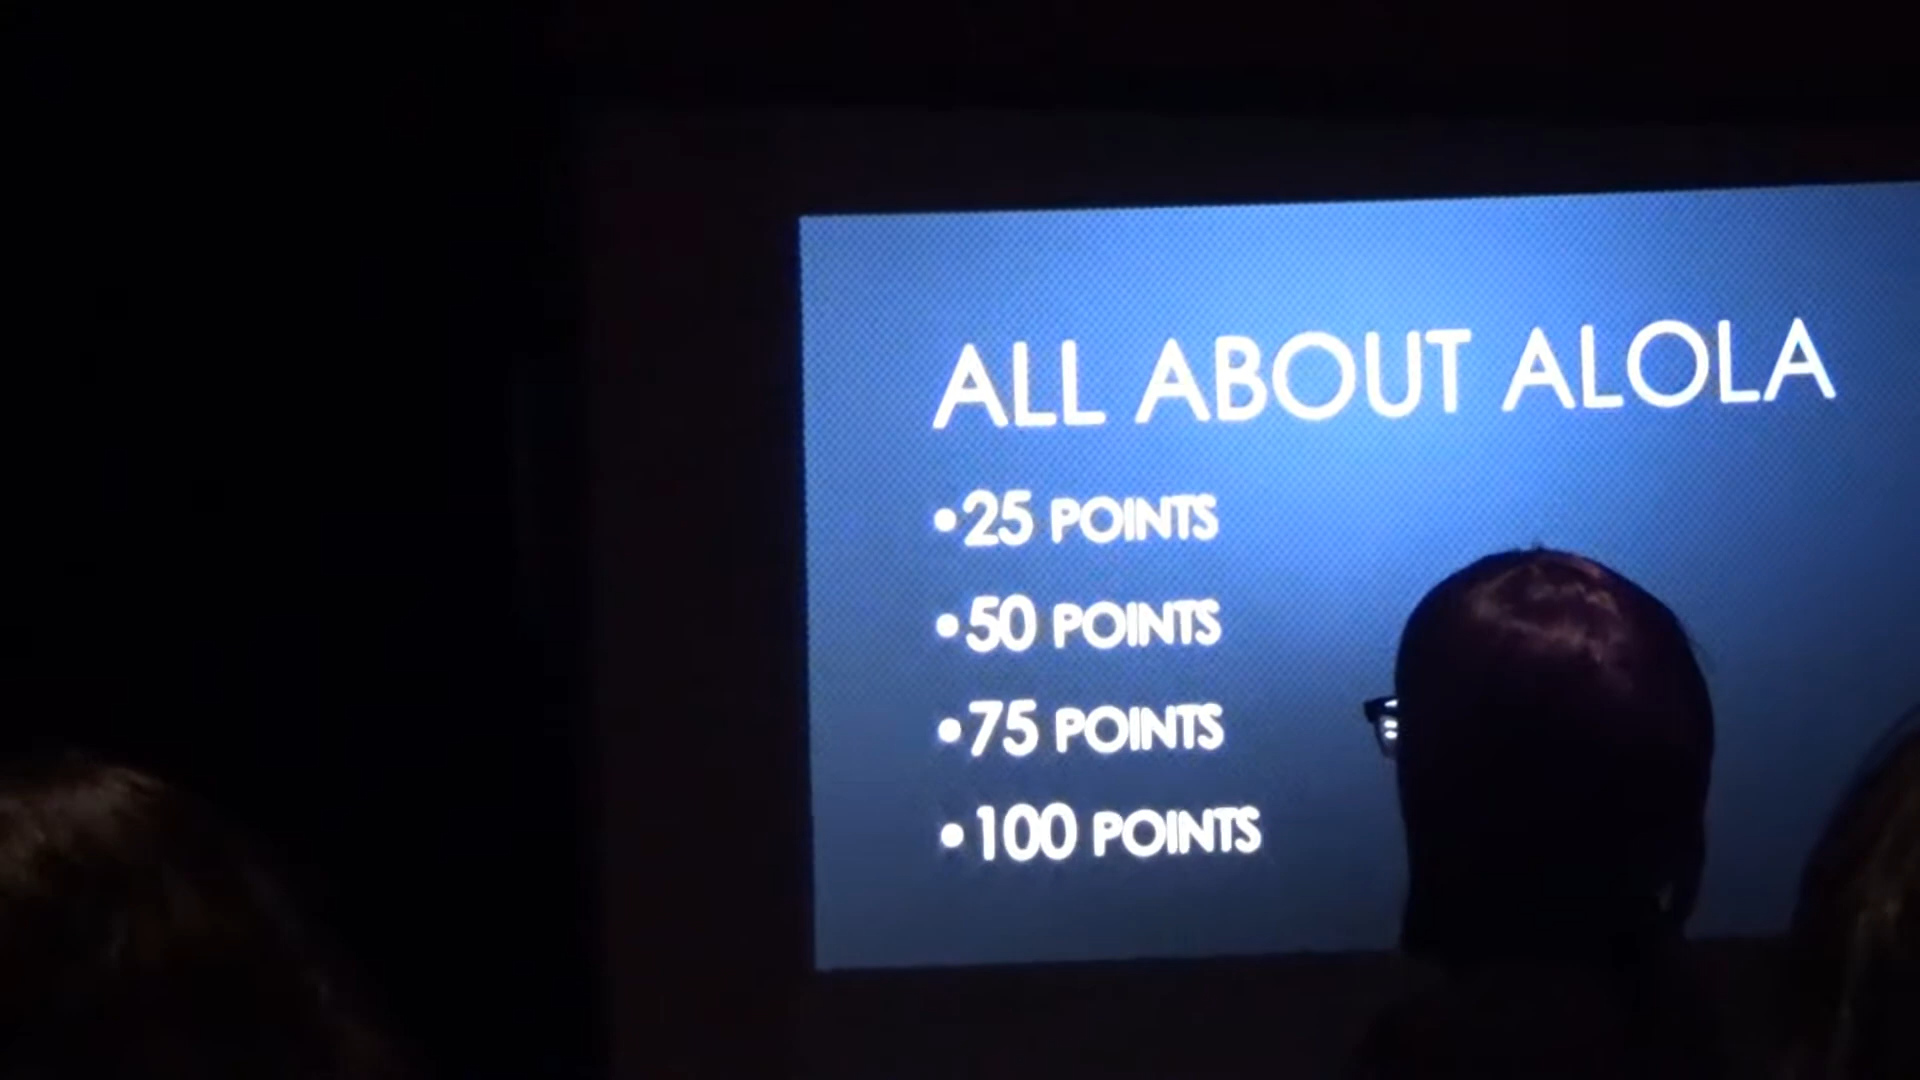 ALL ABOUT ALOLA
•25 POINTS
•50 POINTS
•75 POINTS
•100 POINTS